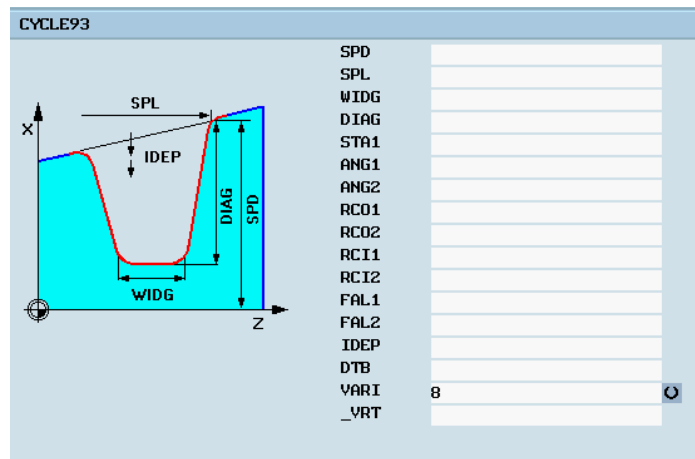 CYCLE93
SPL
X
IDEP
DIAG
SPD
WIDG
Z
SPD
SPL
WIDG
DIAG
STA1
ANG1
ANG2
RCO1
RCO2
RCI1
RCI2
FAL1
FAL2
IDEP
DTB
VARI 8
_VRT